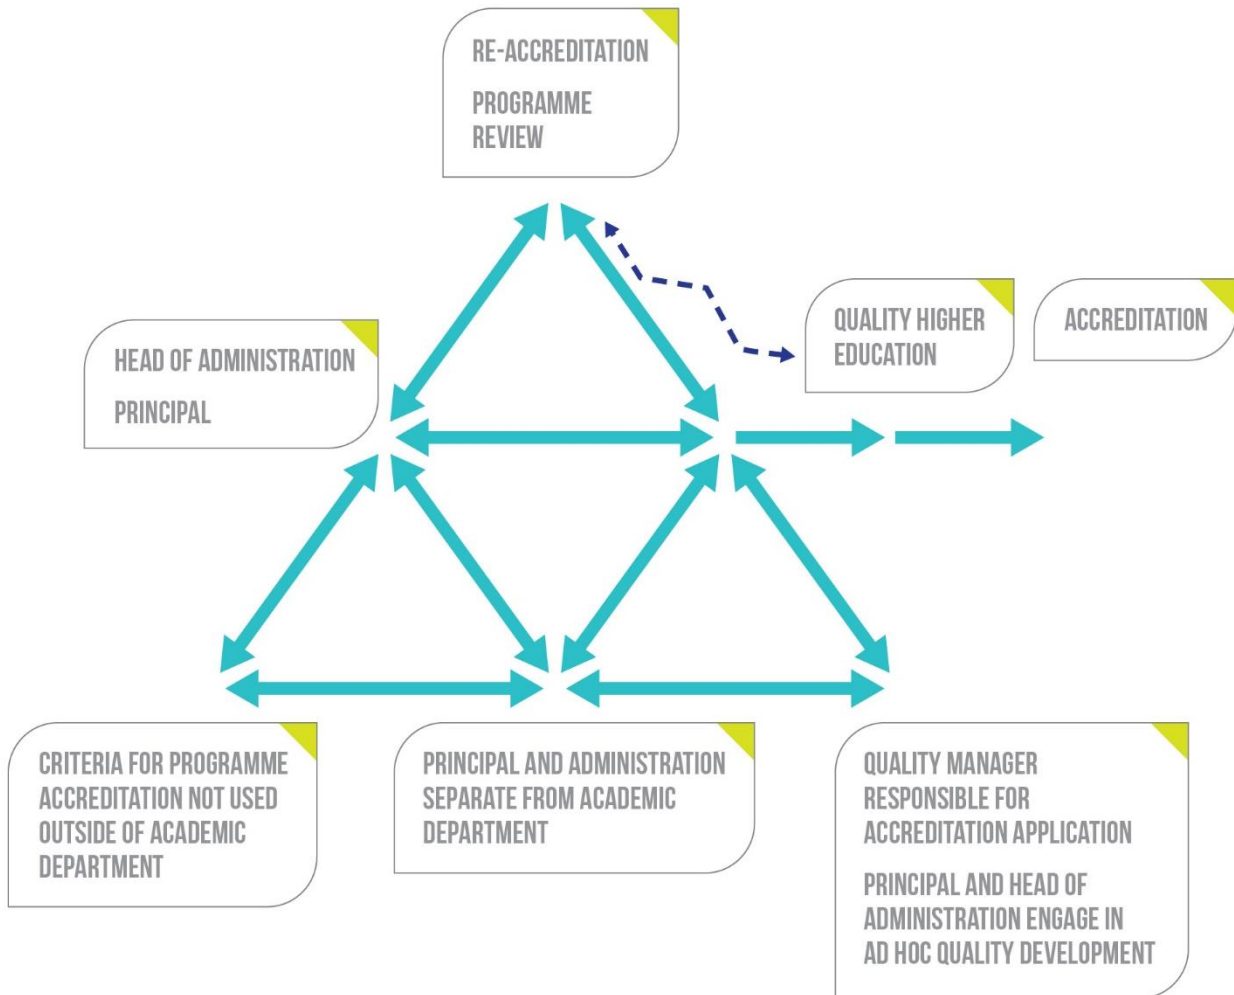 RE-ACCREDITATION
PROGRAMME
REVIEW
QUALITY HIGHER
EDUCATION
ACCREDITATION
HEAD OF ADMINISTRATION
PRINCIPAL
CRITERIA FOR PROGRAMME
ACCREDITATION NOT USED
OUTSIDE OF ACADEMIC
DEPARTMENT
PRINCIPAL AND ADMINISTRATION
SEPARATE FROM ACADEMIC
DEPARTMENT
QUALITY MANAGER
RESPONSIBLE FOR
ACCREDITATION APPLICATION
PRINCIPAL AND HEAD OF
ADMINISTRATION ENGAGE IN
AD HOC QUALITY DEVELOPMENT